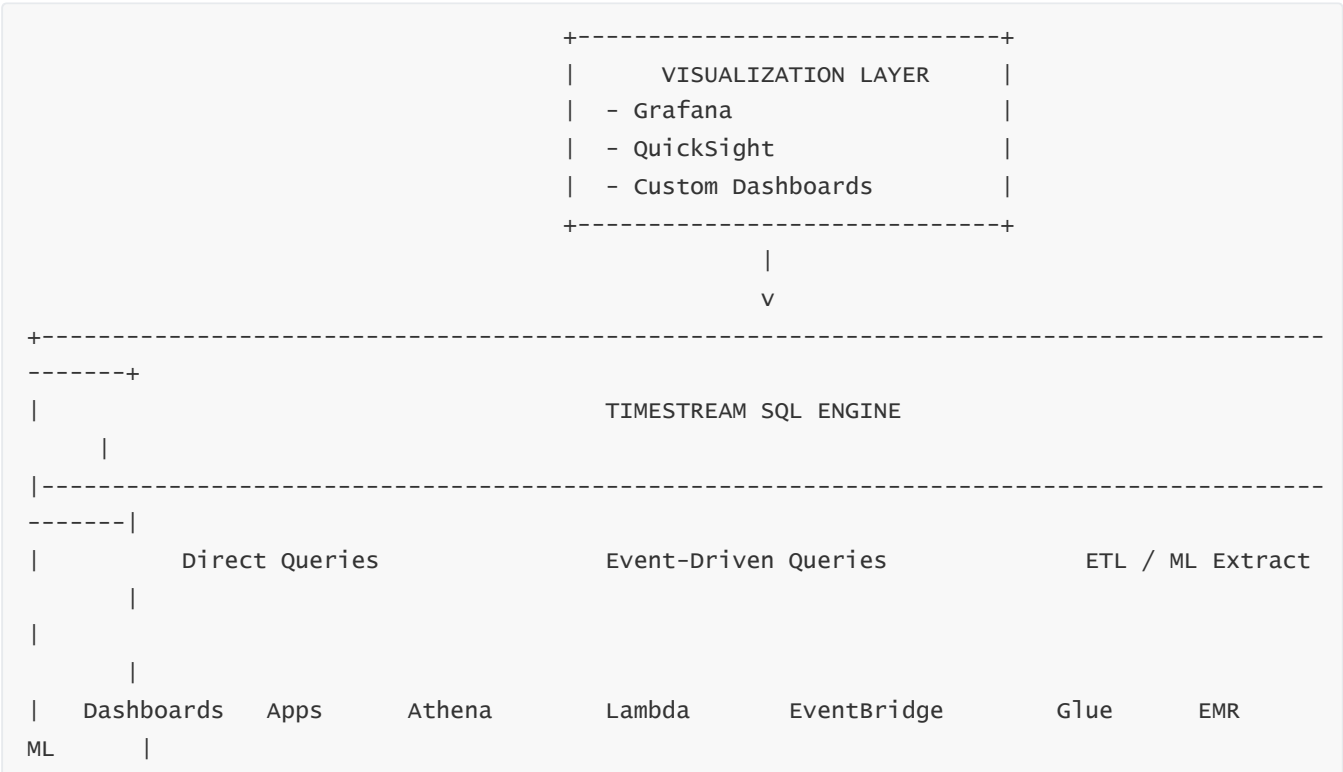 +------------------------------+
|      VISUALIZATION LAYER     |
|  - Grafana                   |
|  - QuickSight                |
|  - Custom Dashboards         |
+------------------------------+
|
v
+-------------------------------------------------------------------------------------------
-------+
|                                        TIMESTREAM SQL ENGINE
     |
|-------------------------------------------------------------------------------------------
-------|
|          Direct Queries                Event-Driven Queries              ETL / ML Extract
       |
|
       |
|   Dashboards   Apps      Athena        Lambda       EventBridge        Glue      EMR
ML      |